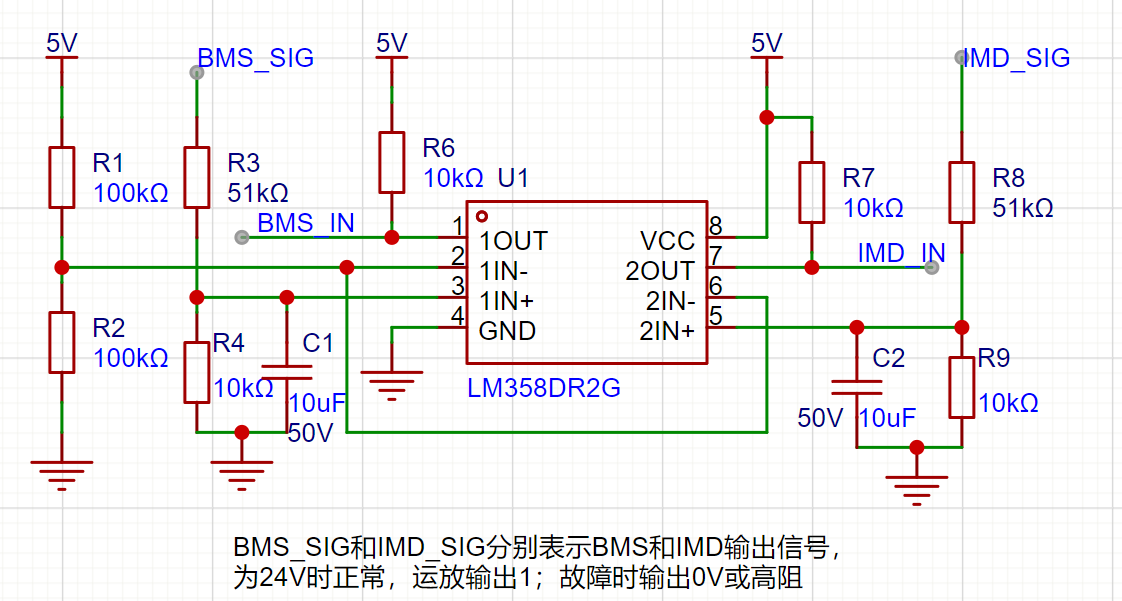 5V
BMS_SIG
5V
5V
IMD_SIG
R1
100kΩ
R3
51kΩ
R6
10kΩ
U1
R7
10kΩ
R8
51kΩ
BMS_IN
IMD_IN
1
2
3
4
1OUT
1IN-
1IN+
GND
VCC
2OUT
2IN-
2IN+
8
7
6
5
LM358DR2G
R2
100kΩ
R4
10kΩ
C1
10uF
50V
C2
50V
10uF
R9
10kΩ
BMS_SIG和IMD_SIG分别表示BMS和IMD输出信号，
为24V时正常，运放输出1；故障时输出0V或高阻